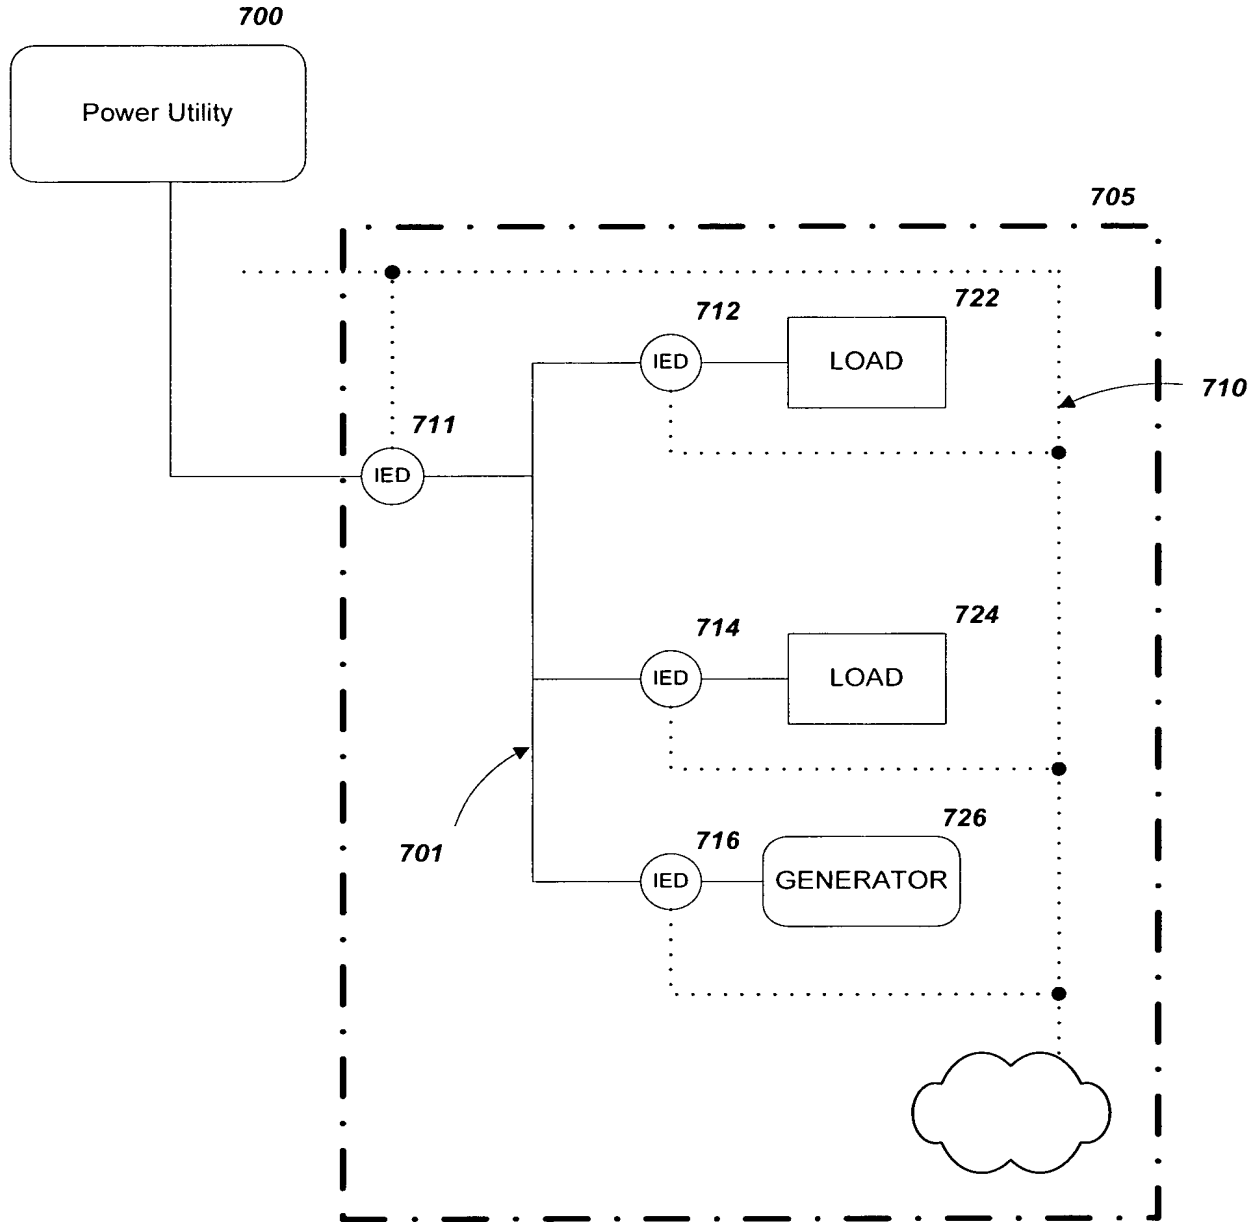 700
Power Utility
705
712
722
IED
LOAD
710
711
IED
714
724
IED
LOAD
701
716
726
IED
GENERATOR